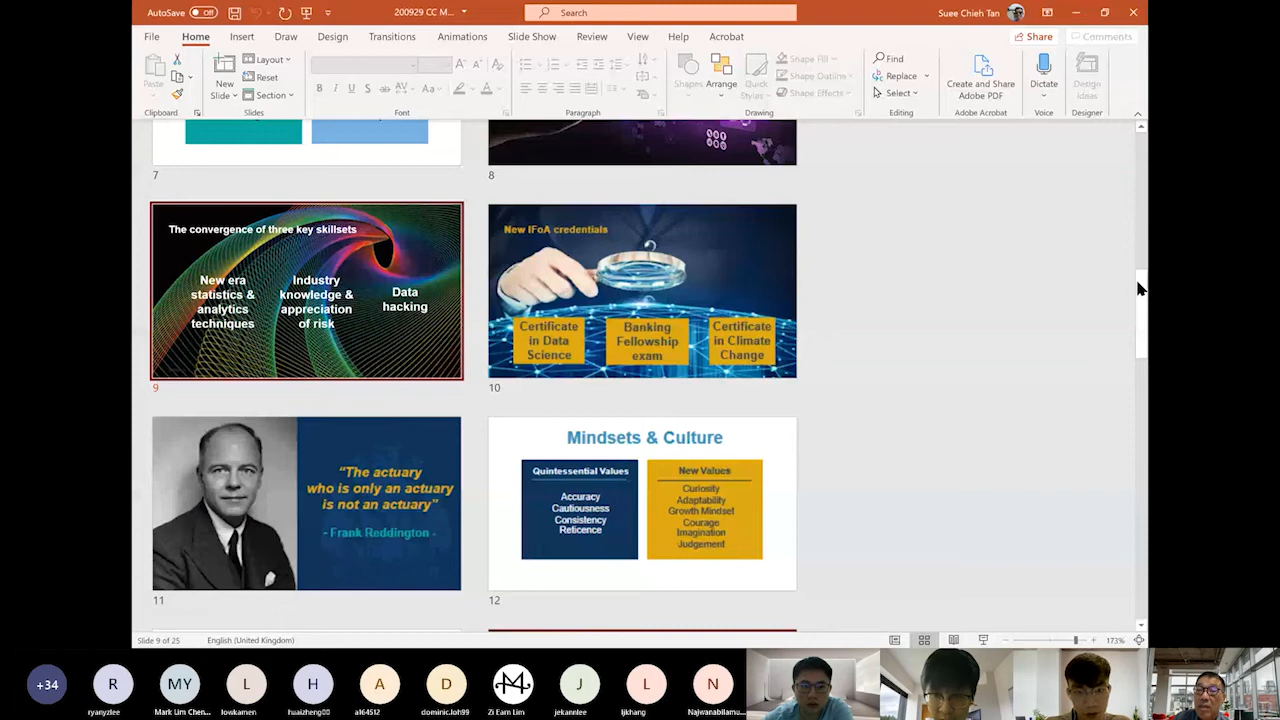 AutoSave Off 200929 CC M... Search Suee Chieh Tan
File Home Insert Draw Design Transitions Animations Slide Show Review View Help Acrobat Share Comments
Paste
New
Slide
Layout
Reset
Section
B I U S ab AV Aa A
Shapes
Arrange
Quick
Styles
Shape Fill
Shape Outline
Shape Effects
Find
Replace
Select
Create and Share
Adobe PDF
Dictate
Design
Ideas
Clipboard Slides Font Paragraph Drawing Editing Adobe Acrobat Voice Designer
7
8
The convergence of three key skillsets
New era
statistics &
analytics
techniques
Industry
knowledge &
appreciation
of risk
Data
hacking
9
New IFoA credentials
Certificate
in Data
Science
Banking
Fellowship
exam
Certificate
in Climate
Change
10
“The actuary
who is only an actuary
is not an actuary”
- Frank Reddington -
11
Mindsets & Culture
Quintessential Values
Accuracy
Cautiousness
Consistency
Reticence
New Values
Curiosity
Adaptability
Growth Mindset
Courage
Imagination
Judgement
12
Slide 9 of 25 English (United Kingdom) 173%
+34 R MY L H A D J L N
ryanyzlee Mark Lim Chen... lowkamen huaizheng al64512 dominic.loh99 Zi Earn Lim jekannlee ljkhang Najwanabilamu...